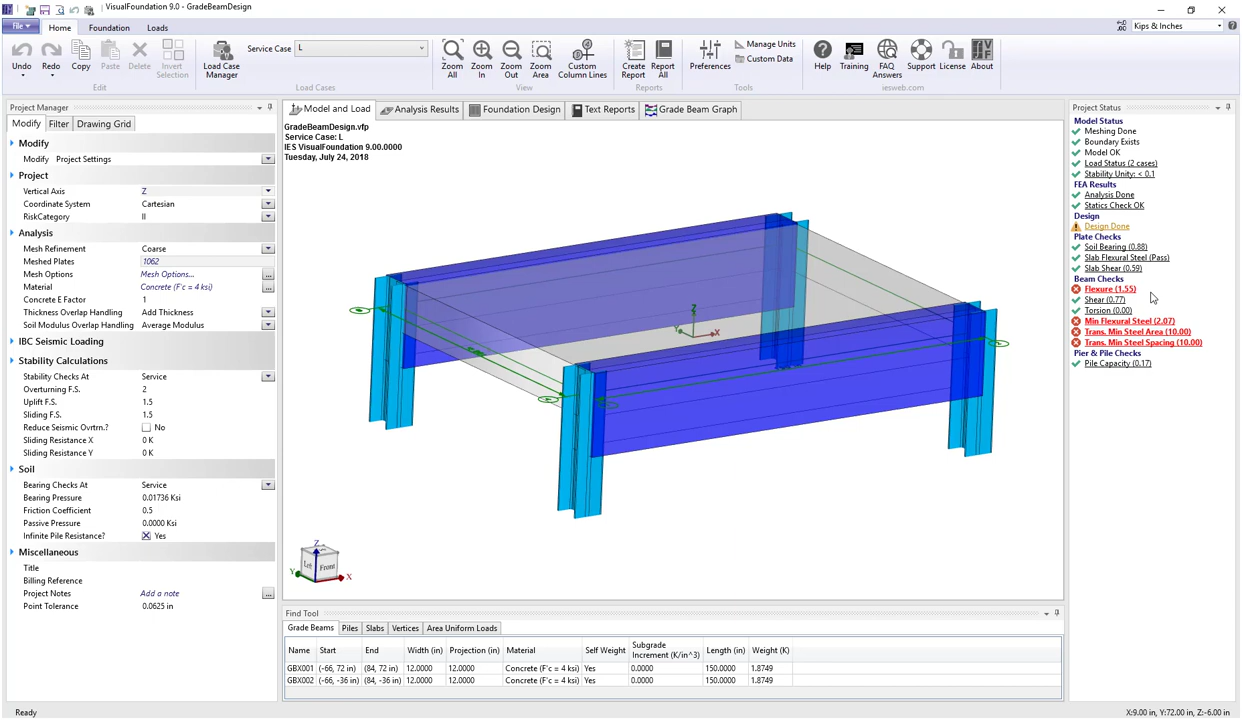 VisualFoundation 9.0 - GradeBeamDesign
File Home Foundation Loads Kips & Inches
Undo Redo Copy Paste Delete Invert Selection
Load Case Manager Service Case L
Zoom All Zoom In Zoom Out Zoom Area Custom Column Lines
Create Report Report All Preferences Manage Units
Custom Data
Help Training FAQ Answers Support License About
Edit Load Cases View Reports Tools iesweb.com
Project Manager
Modify Filter Drawing Grid
Modify
Modify Project Settings
Project
Vertical Axis Z
Coordinate System Cartesian
RiskCategory II
Analysis
Mesh Refinement Coarse
Meshed Plates 1062
Mesh Options Mesh Options... ...
Material Concrete (F'c = 4 ksi) ...
Concrete E Factor 1
Thickness Overlap Handling Add Thickness
Soil Modulus Overlap Handling Average Modulus
IBC Seismic Loading
Stability Calculations
Stability Checks At Service
Overturning F.S. 2
Uplift F.S. 1.5
Sliding F.S. 1.5
Reduce Seismic Ovrtrn.? No
Sliding Resistance X 0 K
Sliding Resistance Y 0 K
Soil
Bearing Checks At Service
Bearing Pressure 0.01736 Ksi
Friction Coefficient 0.5
Passive Pressure 0.0000 Ksi
Infinite Pile Resistance? Yes
Miscellaneous
Title
Billing Reference
Project Notes Add a note ...
Point Tolerance 0.0625 in
Model and Load Analysis Results Foundation Design Text Reports Grade Beam Graph
GradeBeamDesign.vfp
Service Case: L
IES VisualFoundation 9.00.0000
Tuesday, July 24, 2018
Z
Y X
Z
Left Front
Y X
Find Tool
Grade Beams Piles Slabs Vertices Area Uniform Loads
Name Start End Width (in) Projection (in) Material Self Weight Subgrade Increment (K/in^3) Length (in) Weight (K)
GBX001 (-66, 72 in) (84, 72 in) 12.0000 12.0000 Concrete (F'c = 4 ksi) Yes 0.0000 150.0000 1.8749
GBX002 (-66, -36 in) (84, -36 in) 12.0000 12.0000 Concrete (F'c = 4 ksi) Yes 0.0000 150.0000 1.8749
Project Status
Model Status
Meshing Done
Boundary Exists
Model OK
Load Status (2 cases)
Stability Unity: < 0.1
FEA Results
Analysis Done
Statics Check OK
Design
Design Done
Plate Checks
Soil Bearing (0.88)
Slab Flexural Steel (Pass)
Slab Shear (0.59)
Beam Checks
Flexure (1.55)
Shear (0.77)
Torsion (0.00)
Min Flexural Steel (2.07)
Trans. Min Steel Area (10.00)
Trans. Min Steel Spacing (10.00)
Pier & Pile Checks
Pile Capacity (0.17)
Ready X:9.00 in, Y:72.00 in, Z:-6.00 in